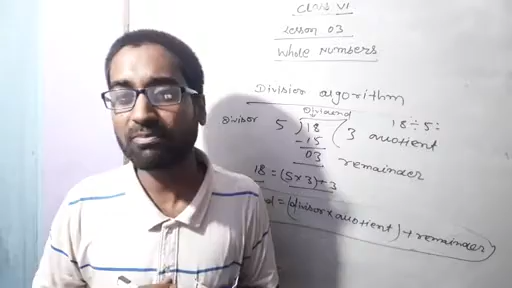 Class VI
Lesson 03
Whole Numbers
Division algorithm
Dividend
Divisor 5 ) 18 ( 3 Quotient 18÷5:
-15
03 remainder
18 = (5×3)+3
d = (divisor × Quotient) + remainder